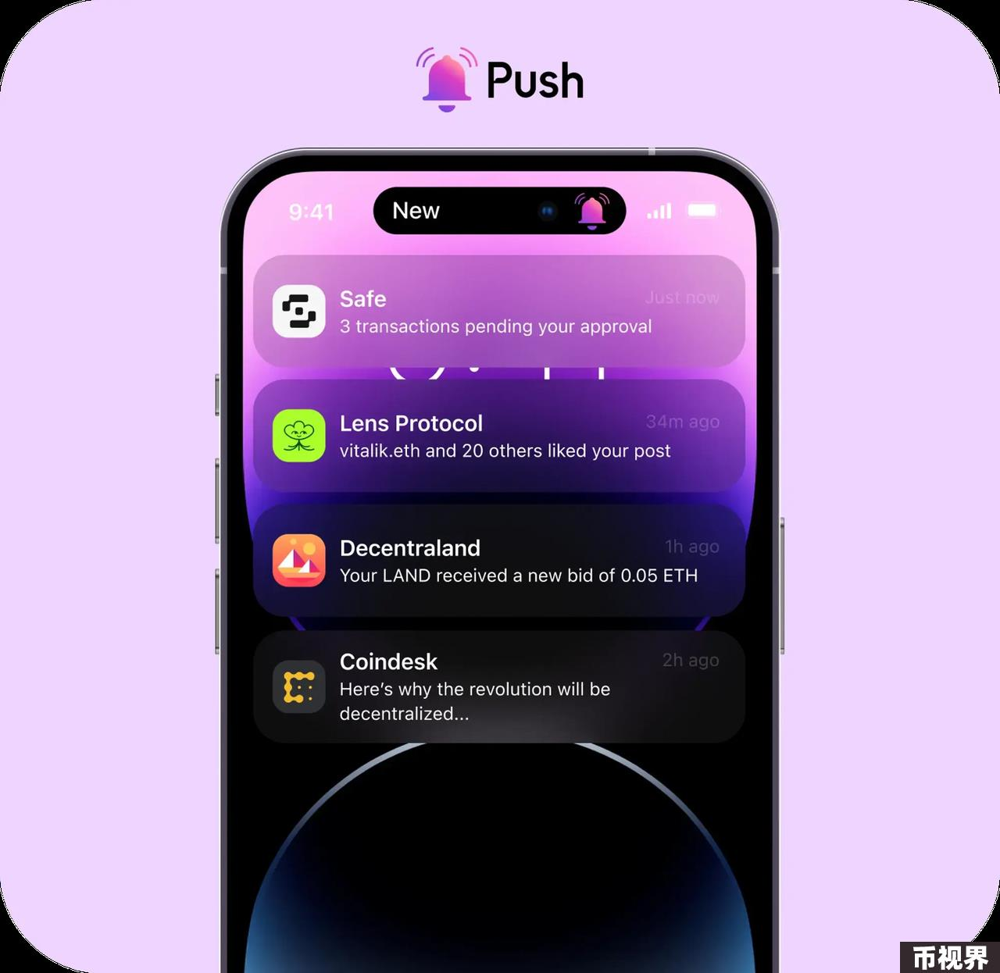 Push
9:41
New
Safe
Just now
3 transactions pending your approval
Lens Protocol
34m ago
vitalik.eth and 20 others liked your post
Decentraland
1h ago
Your LAND received a new bid of 0.05 ETH
Coindesk
2h ago
Here’s why the revolution will be
decentralized...
币视界